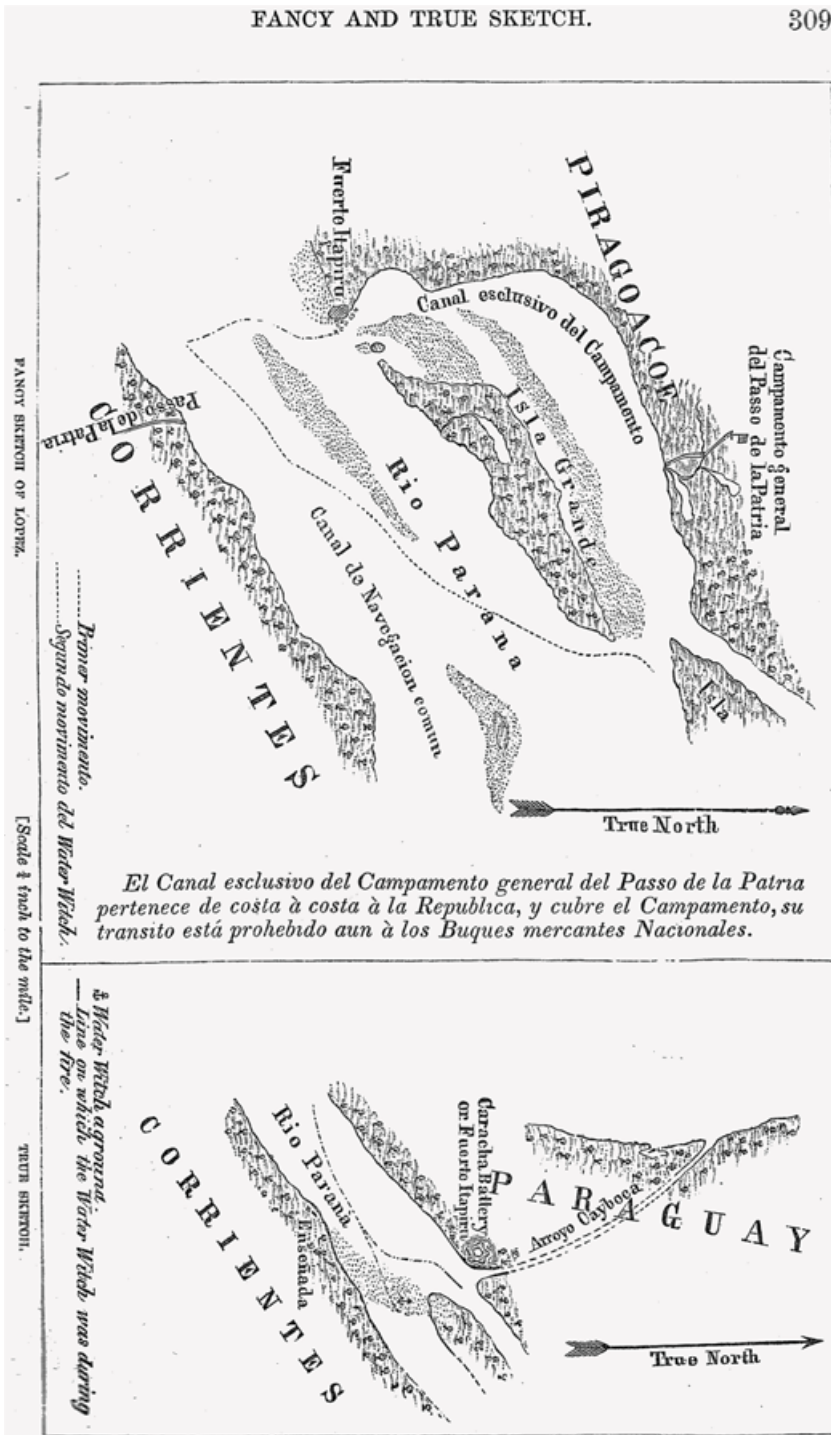 FANCY AND TRUE SKETCH.
309
PIRAGOACOE
Fuerte Itapiru
Canal esclusivo del Campamento
Campamento general
del Passo de la Patria
Isla Grande
Passo de la Patria
CORRIENTES
Rio Parana
Canal de Navegacion comun
Isla
True North
Primer movimento.
Segundo movimento del Water Witch.
El Canal esclusivo del Campamento general del Passo de la Patria
pertenece de costa à costa à la Republica, y cubre el Campamento, su
transito está prohebido aun à los Buques mercantes Nacionales.
FANCY SKETCH OF LOPEZ.
[Scale ¾ inch to the mile.]
TRUE SKETCH.
Water Witch aground.
Line on which the Water Witch was during
the fire.
CORRIENTES
Rio Parana
Ensenada
Caracha Battery
or Fuerte Itapiru
PARAGUAY
Arroyo Cayboca
True North